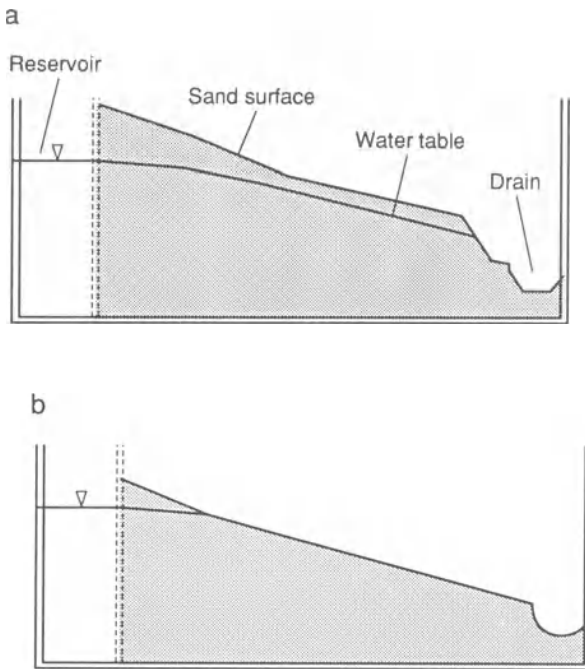 a
Reservoir
Sand surface
Water table
Drain
b